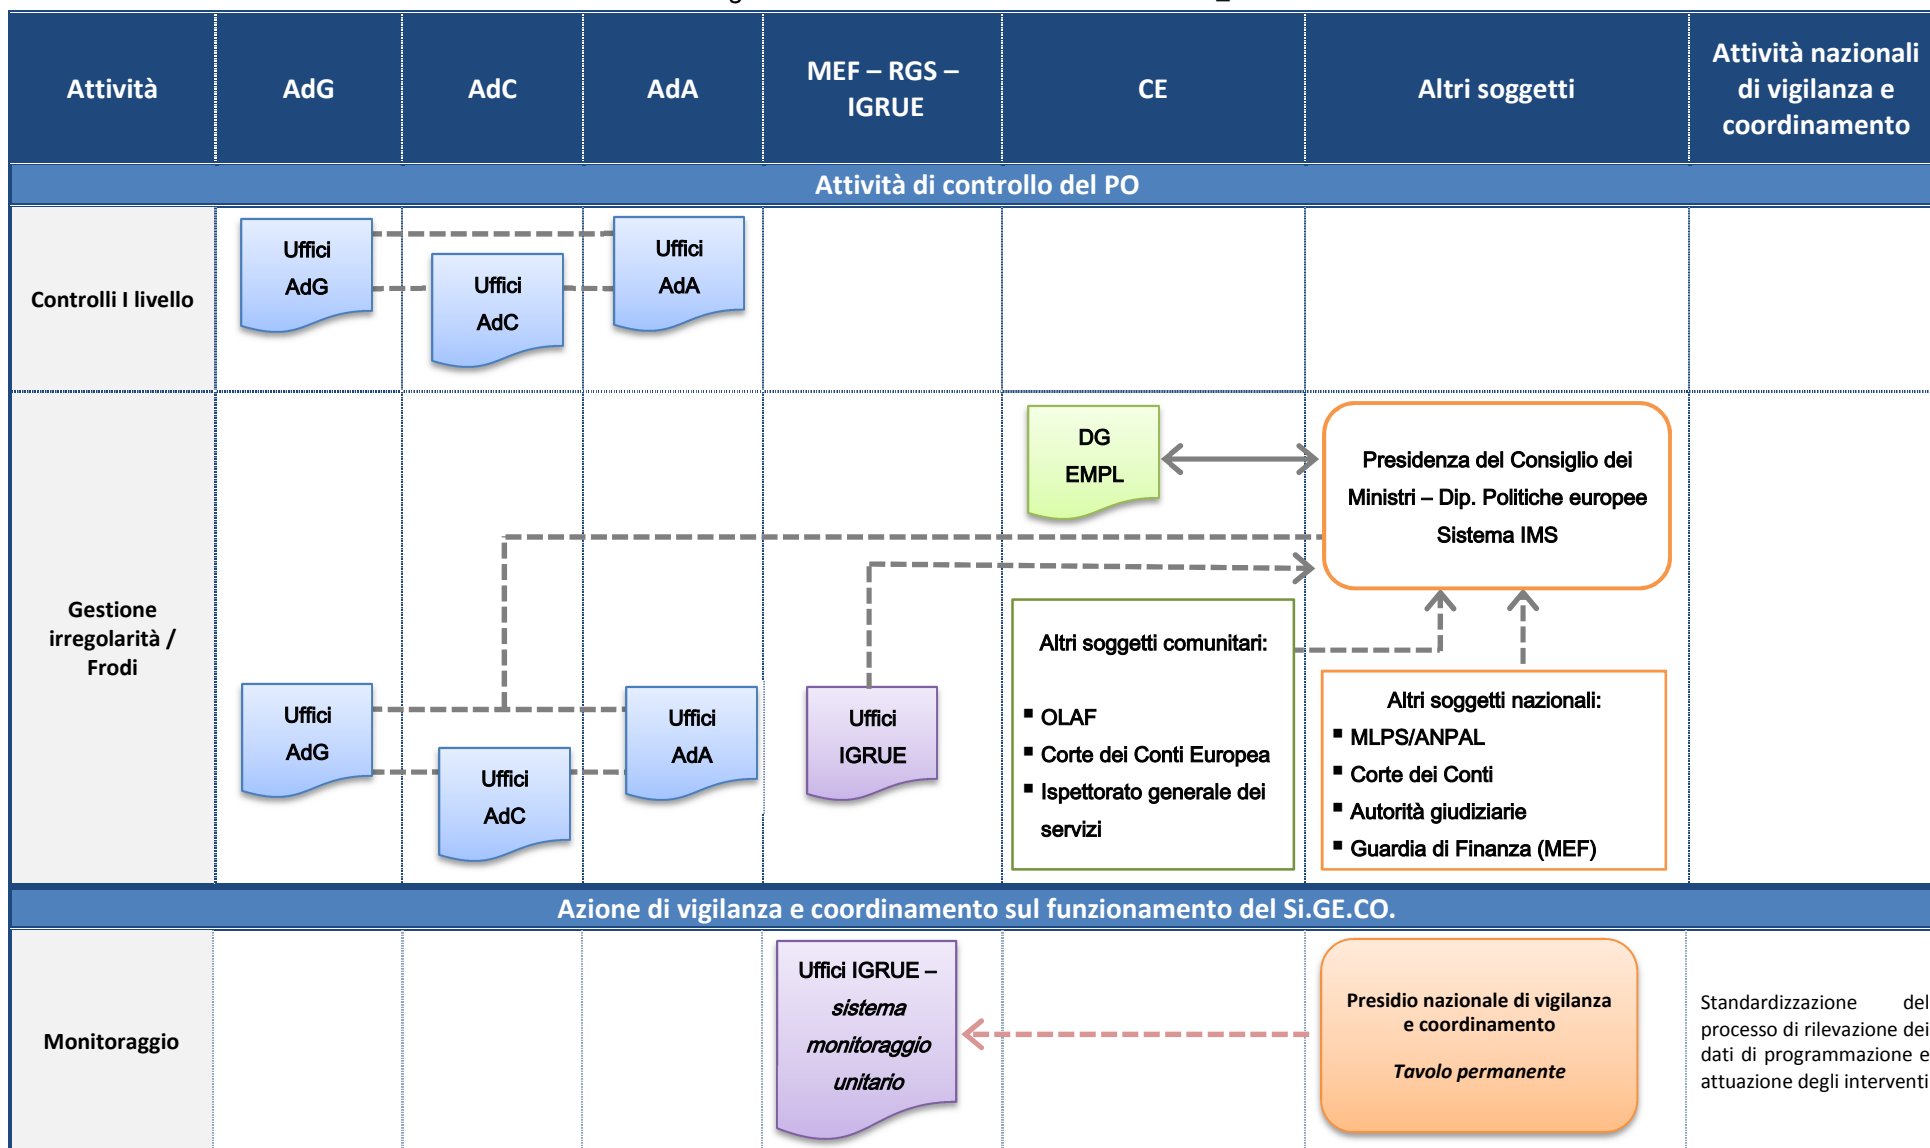 Attività
AdG
AdC
AdA
MEF – RGS –
IGRUE
CE
Altri soggetti
Attività nazionali
di vigilanza e
coordinamento
Attività di controllo del PO
Controlli I livello
Uffici
AdG
Uffici
AdC
Uffici
AdA
Gestione
irregolarità /
Frodi
DG
EMPL
Presidenza del Consiglio dei
Ministri – Dip. Politiche europee
Sistema IMS
Uffici
AdG
Uffici
AdC
Uffici
AdA
Uffici
IGRUE
Altri soggetti comunitari:
▪ OLAF
▪ Corte dei Conti Europea
▪ Ispettorato generale dei
servizi
Altri soggetti nazionali:
▪ MLPS/ANPAL
▪ Corte dei Conti
▪ Autorità giudiziarie
▪ Guardia di Finanza (MEF)
Azione di vigilanza e coordinamento sul funzionamento del Si.GE.CO.
Monitoraggio
Uffici IGRUE –
sistema
monitoraggio
unitario
Presidio nazionale di vigilanza
e coordinamento
Tavolo permanente
Standardizzazione del
processo di rilevazione dei
dati di programmazione e
attuazione degli interventi